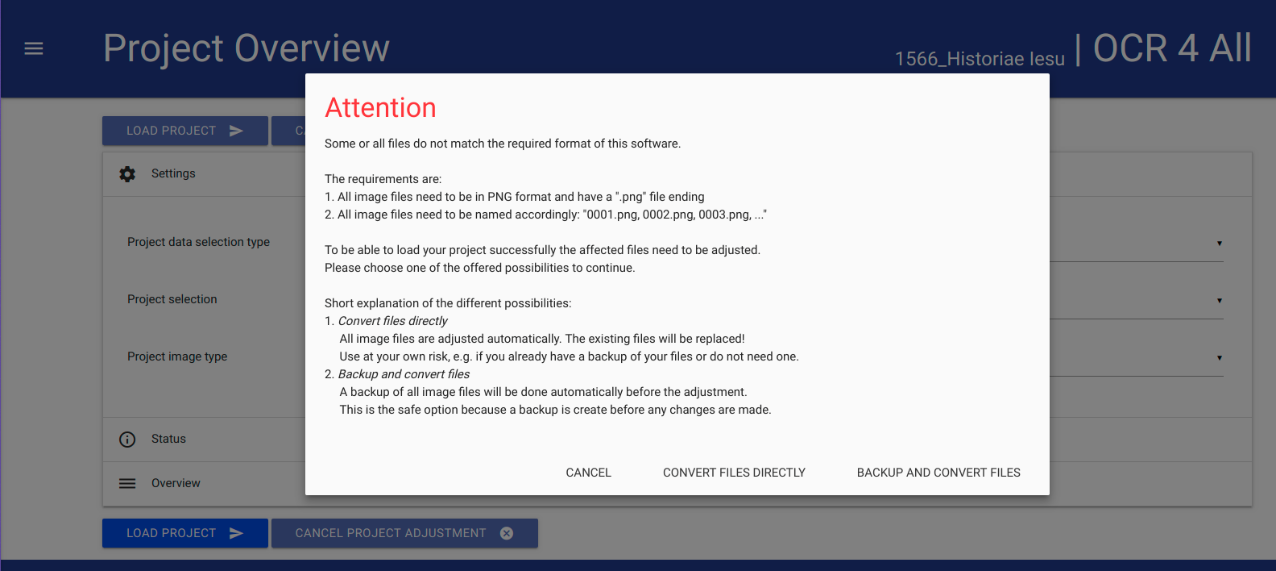 Project Overview
1566_Historiae Iesu | OCR 4 All
LOAD PROJECT
Attention
Some or all files do not match the required format of this software.
The requirements are:
1. All image files need to be in PNG format and have a ".png" file ending
2. All image files need to be named accordingly: "0001.png, 0002.png, 0003.png, ..."
To be able to load your project successfully the affected files need to be adjusted.
Please choose one of the offered possibilities to continue.
Short explanation of the different possibilities:
1. Convert files directly
All image files are adjusted automatically. The existing files will be replaced!
Use at your own risk, e.g. if you already have a backup of your files or do not need one.
2. Backup and convert files
A backup of all image files will be done automatically before the adjustment.
This is the safe option because a backup is create before any changes are made.
CANCEL CONVERT FILES DIRECTLY BACKUP AND CONVERT FILES
Settings
Project data selection type
Project selection
Project image type
Status
Overview
LOAD PROJECT CANCEL PROJECT ADJUSTMENT